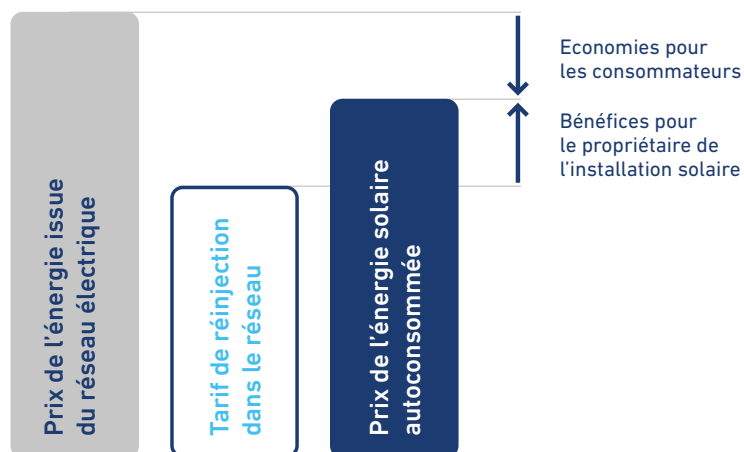 Prix de l’énergie issue
du réseau électrique
Tarif de réinjection
dans le réseau
Prix de l’énergie solaire
autoconsommée
Economies pour
les consommateurs
Bénéfices pour
le propriétaire de
l’installation solaire